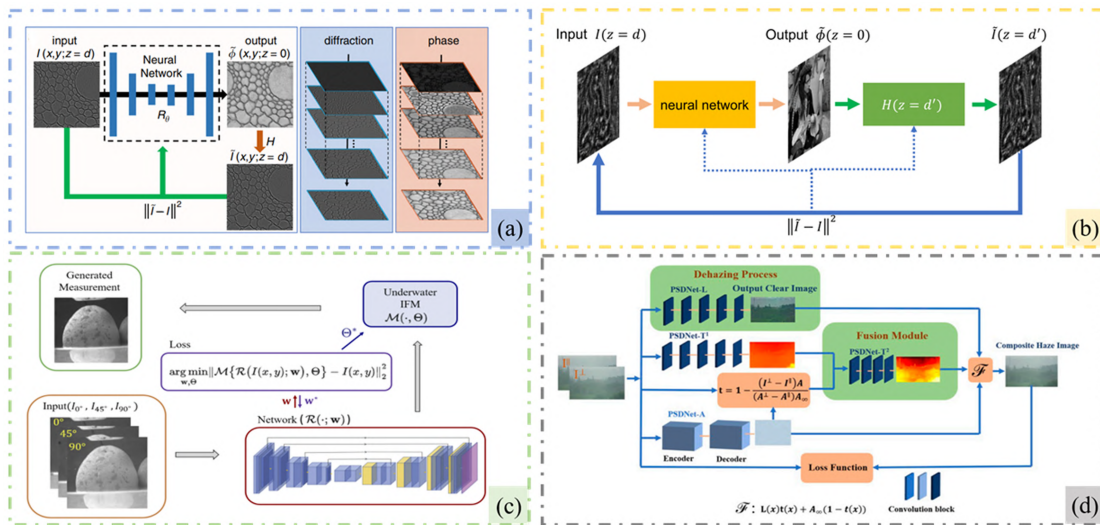 input
I (x,y;z = d)
Neural
Network
R_θ
output
ϕ̃ (x,y;z = 0)
H
Ĩ (x,y;z = d)
‖Ĩ – I‖²
diffraction
phase
(a)
Input I(z = d)
neural network
Output ϕ̃(z = 0)
H(z = d′)
Ĩ(z = d′)
‖Ĩ – I‖²
(b)
Generated
Measurement
Underwater
IFM
ℳ(·, Θ)
Θ*
Loss
arg min‖ℳ{ℛ(I(x, y); w), Θ} − I(x, y)‖₂²
w,Θ
w w*
Input(I₀°, I₄₅°, I₉₀°)
0°
45°
90°
Network (ℛ(·; w))
(c)
Dehazing Process
PSDNet-L
Output Clear Image
PSDNet-T¹
Fusion Module
PSDNet-T²
Composite Haze Image
ℱ
t = 1 − (I^⊥ − I^∥)A / (A^⊥ − A^∥)A∞
PSDNet-A
Encoder
Decoder
Loss Function
Convolution block
ℱ : L(x)t(x) + A∞(1 − t(x))
(d)